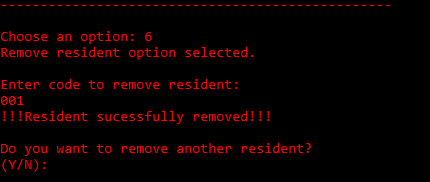 ------------------------------------------------
Choose an option: 6
Remove resident option selected.
Enter code to remove resident:
001
!!!Resident sucessfully removed!!!
Do you want to remove another resident?
(Y/N):